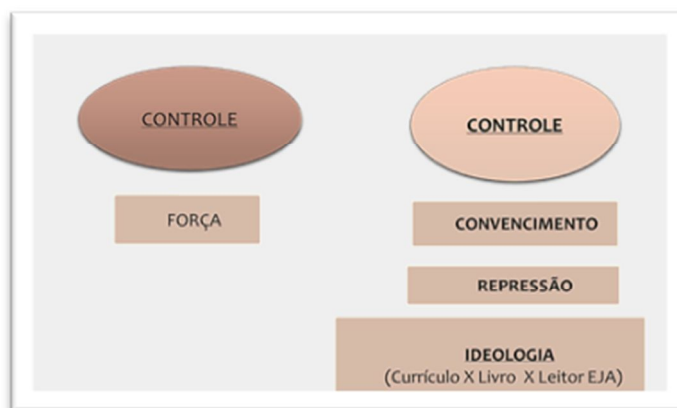 CONTROLE
FORÇA
CONTROLE
CONVENCIMENTO
REPRESSÃO
IDEOLOGIA
(Currículo X Livro X Leitor EJA)